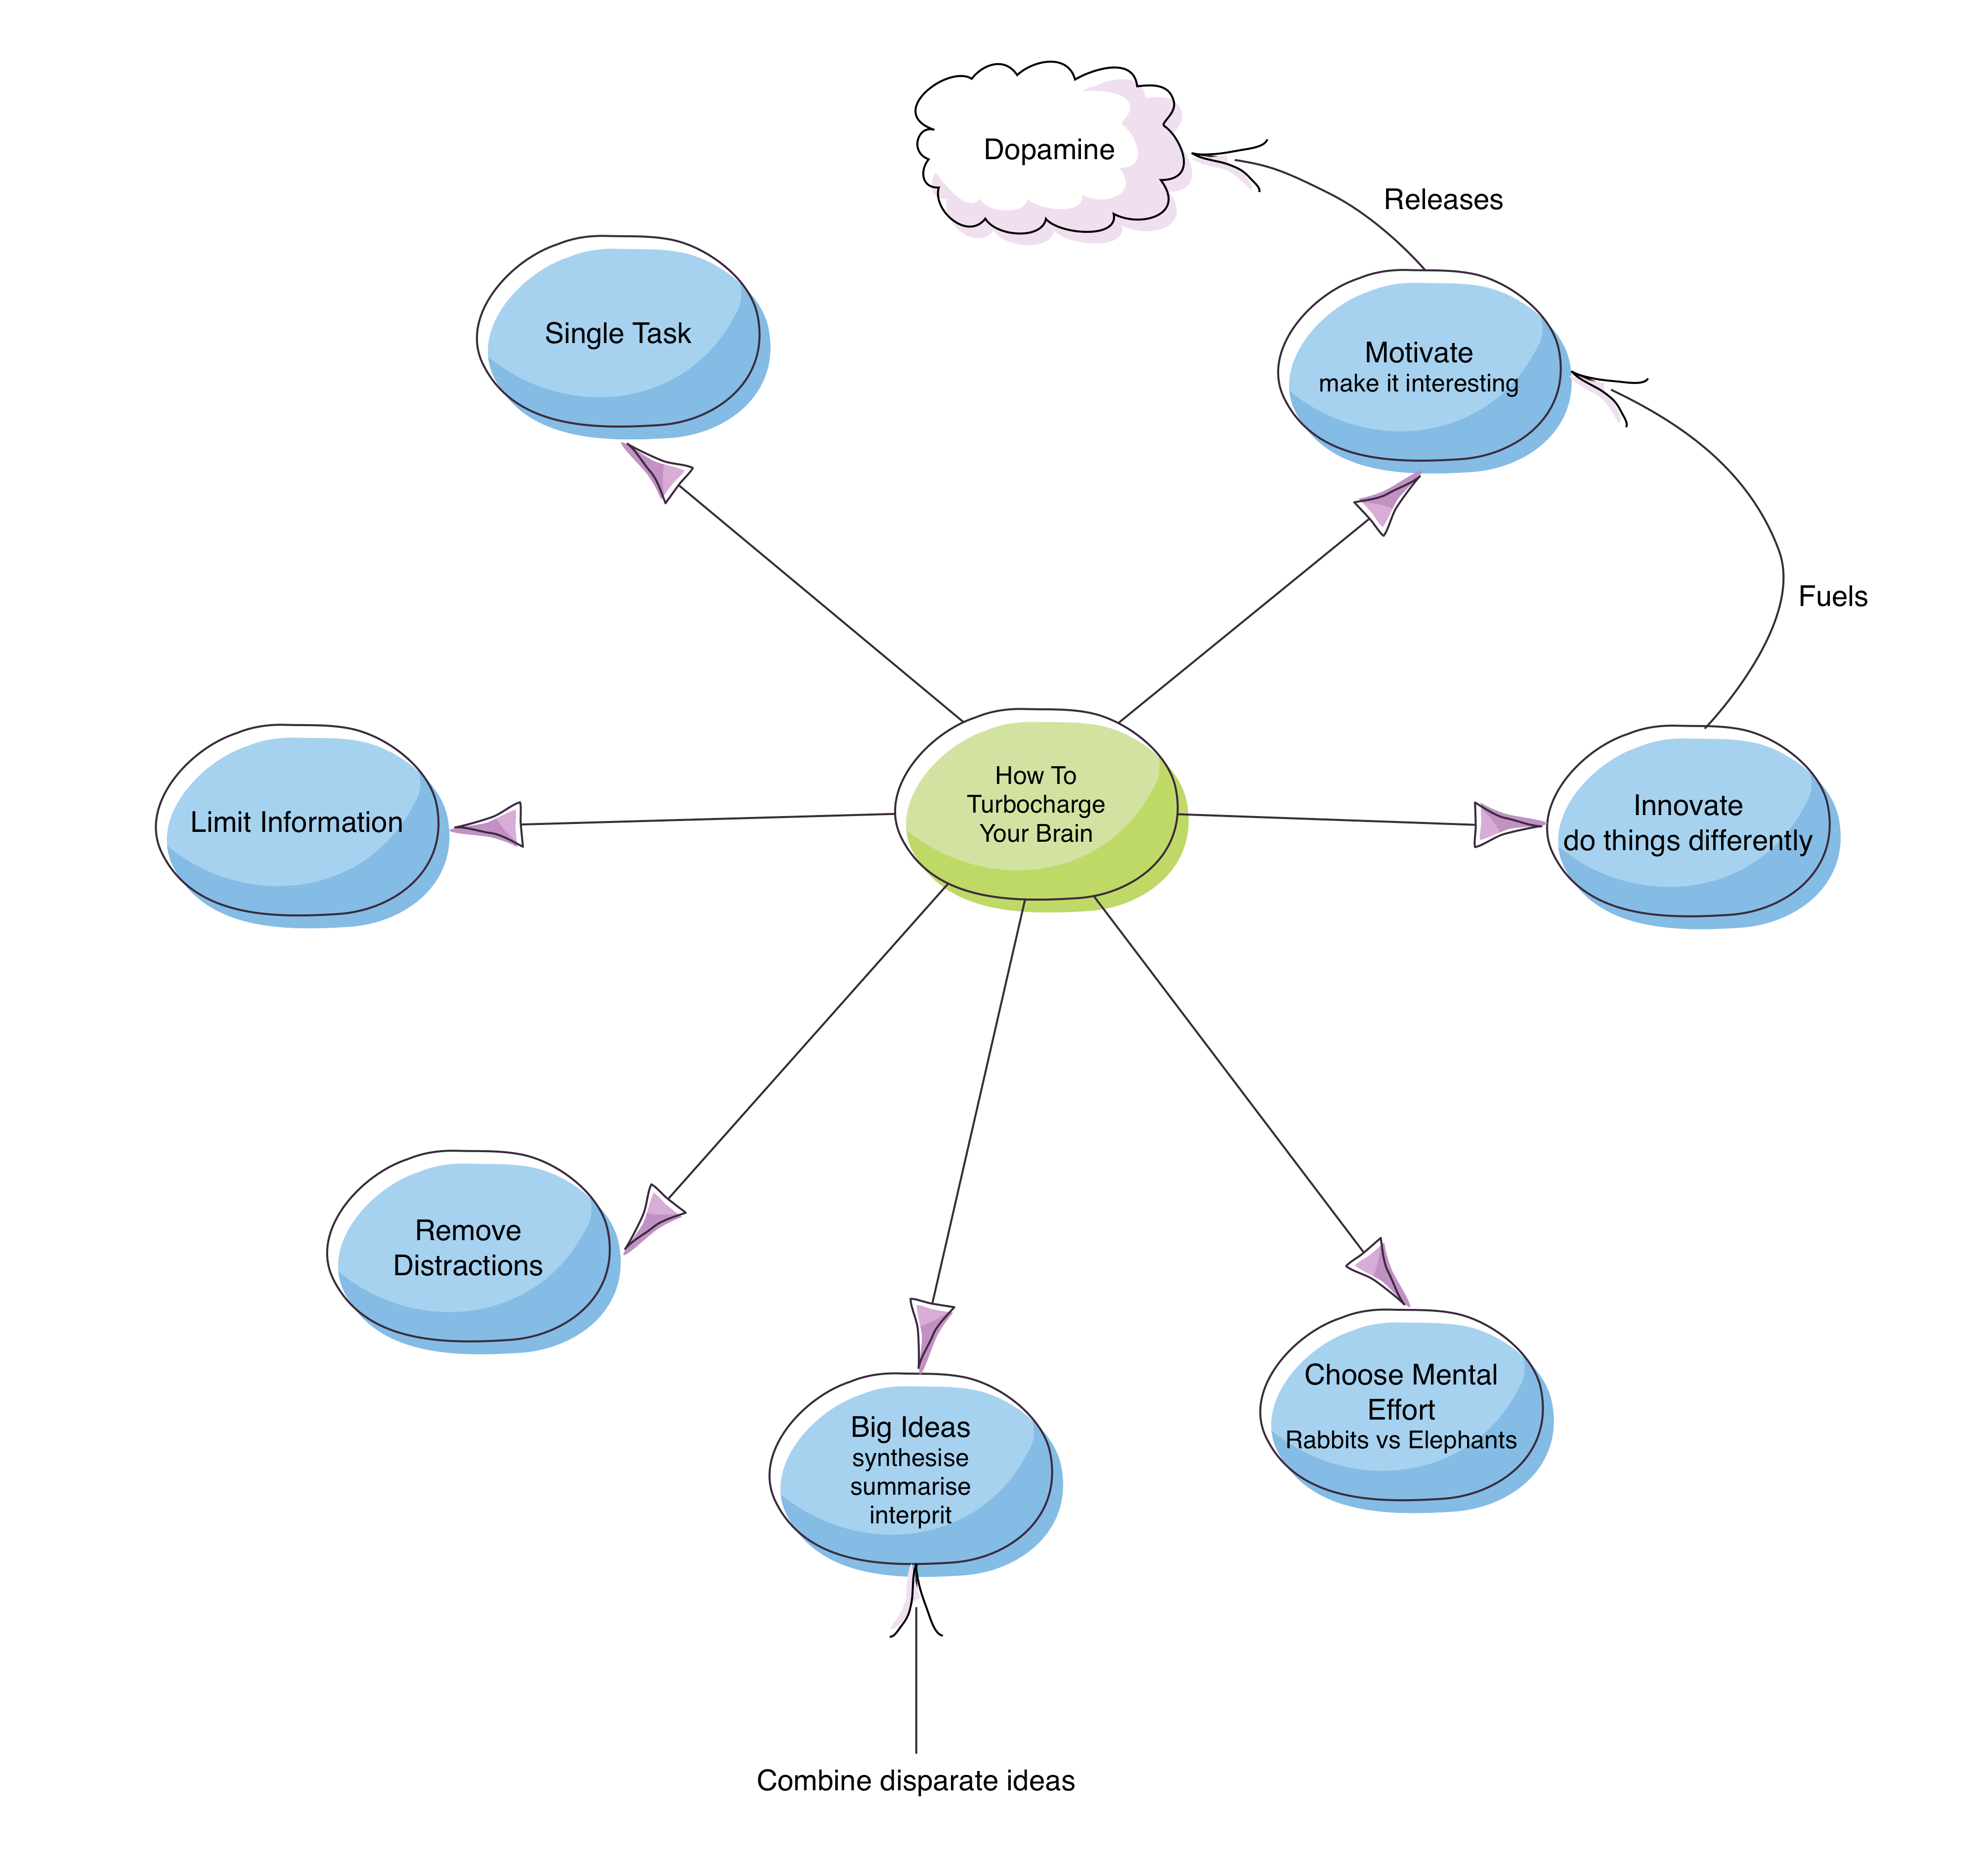 Dopamine
Releases
Single Task
Motivate
make it interesting
Fuels
How To
Turbocharge
Your Brain
Limit Information
Innovate
do things differently
Remove
Distractions
Big Ideas
synthesise
summarise
interprit
Choose Mental
Effort
Rabbits vs Elephants
Combine disparate ideas